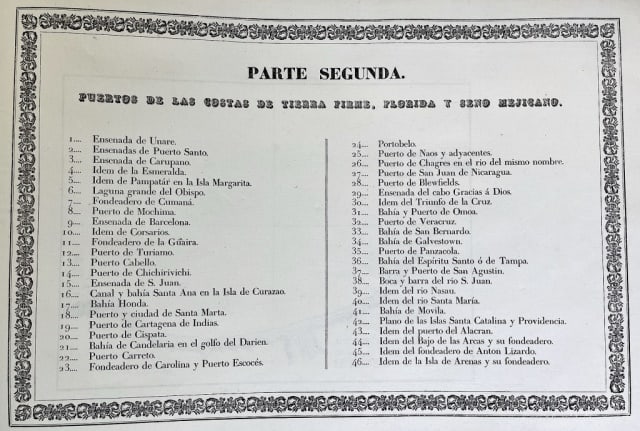 PARTE SEGUNDA.
PUERTOS DE LAS COSTAS DE TIERRA FIRME, FLORIDA Y SENO MEJICANO.
1.... Ensenada de Unare.
2.... Ensenadas de Puerto Santo.
3.... Ensenada de Carupano.
4.... Idem de la Esmeralda.
5.... Idem de Pampatár en la Isla Margarita.
6.... Laguna grande del Obispo.
7.... Fondeadero de Cumaná.
8.... Puerto de Mochima.
9.... Ensenada de Barcelona.
10.... Idem de Corsarios.
11.... Fondeadero de la Güaira.
12.... Puerto de Turiamo.
13.... Puerto Cabello.
14.... Puerto de Chichirivichi.
15.... Ensenada de S. Juan.
16.... Canal y bahía Santa Ana en la Isla de Curazao.
17.... Bahía Honda.
18.... Puerto y ciudad de Santa Marta.
19.... Puerto de Cartagena de Indias.
20.... Puerto de Cispata.
21.... Bahía de Candelaria en el golfo del Darien.
22.... Puerto Carreto.
23.... Fondeadero de Carolina y Puerto Escocés.
24.... Portobelo.
25.... Puerto de Naos y adyacentes.
26.... Puerto de Chagres en el rio del mismo nombre.
27.... Puerto de San Juan de Nicaragua.
28.... Puerto de Blewfields.
29.... Ensenada del cabo Gracias á Dios.
30.... Idem del Triunfo de la Cruz.
31.... Bahía y Puerto de Omoa.
32.... Puerto de Veracruz.
33.... Bahía de San Bernardo.
34.... Bahía de Galvestown.
35.... Puerto de Panzacola.
36.... Bahía del Espíritu Santo ó de Tampa.
37.... Barra y Puerto de San Agustin.
38.... Boca y barra del rio S. Juan.
39.... Idem del rio Nasau.
40.... Idem del rio Santa María.
41.... Bahía de Movila.
42.... Plano de las Islas Santa Catalina y Providencia.
43.... Idem del puerto del Alacran.
44.... Idem del Bajo de las Arcas y su fondeadero.
45.... Idem del fondeadero de Anton Lizardo.
46.... Idem de la Isla de Arenas y su fondeadero.